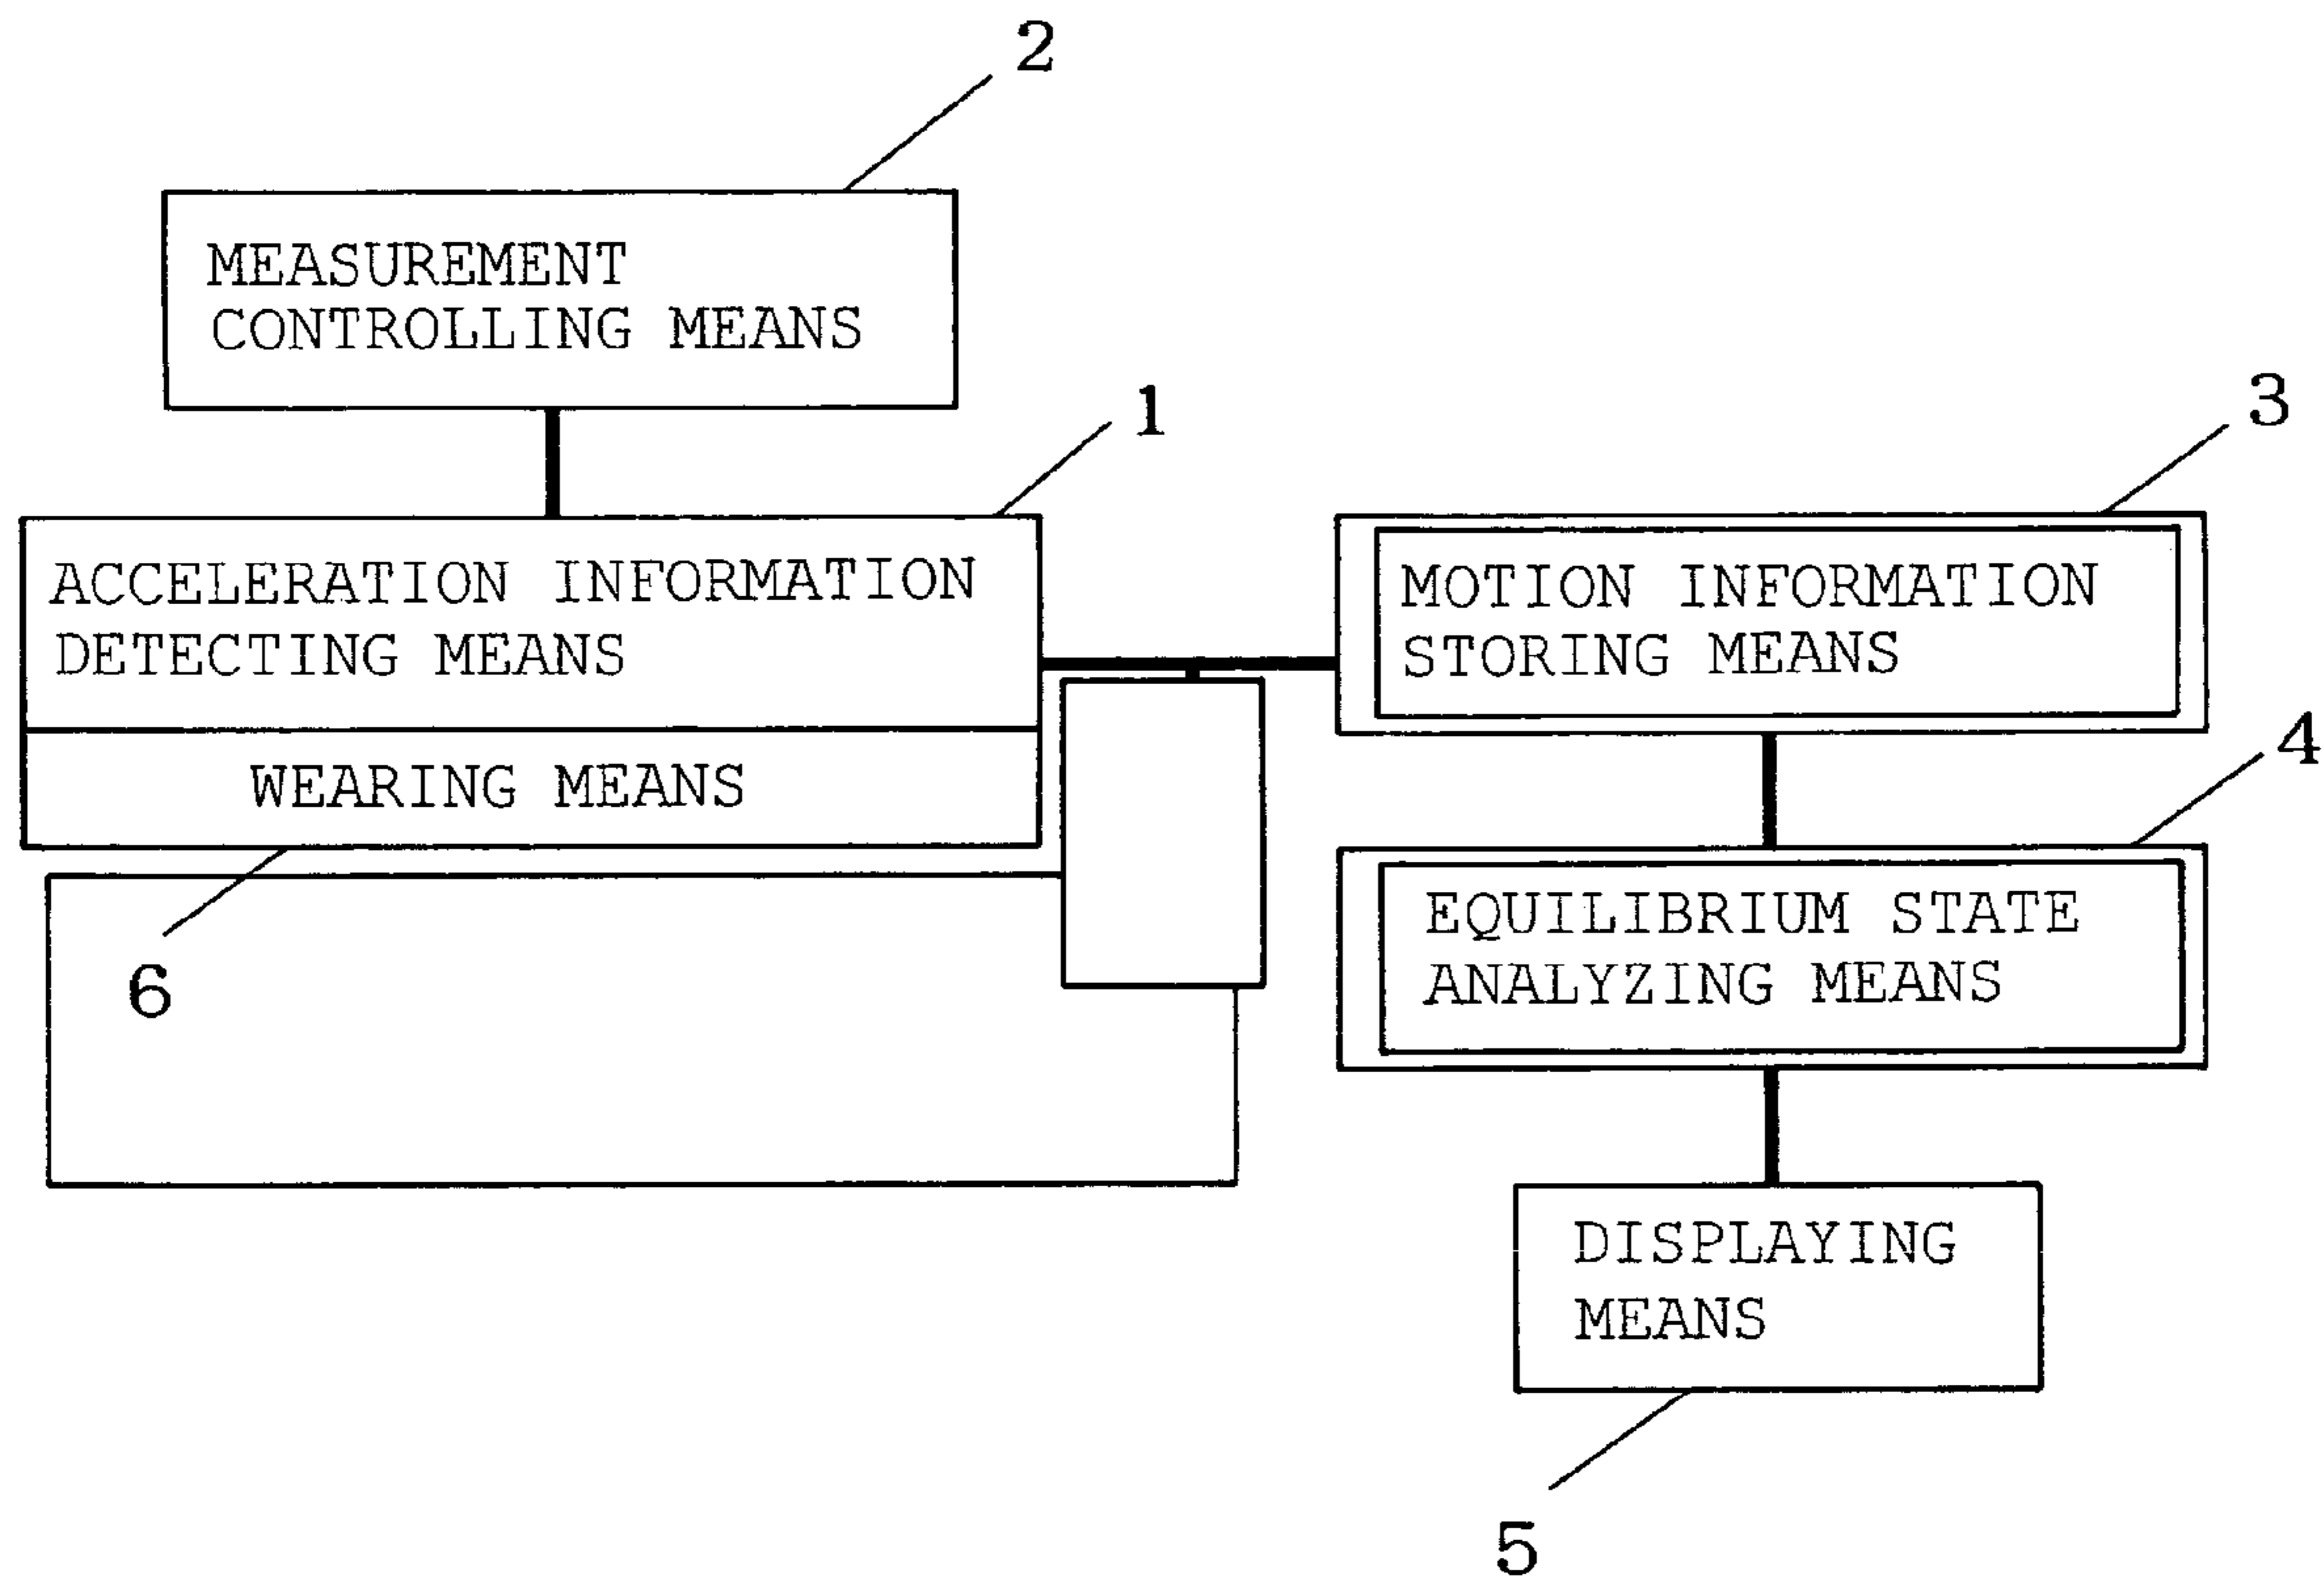 2
MEASUREMENT
CONTROLLING MEANS
1
ACCELERATION INFORMATION
DETECTING MEANS
WEARING MEANS
6
3
MOTION INFORMATION
STORING MEANS
4
EQUILIBRIUM STATE
ANALYZING MEANS
DISPLAYING
MEANS
5